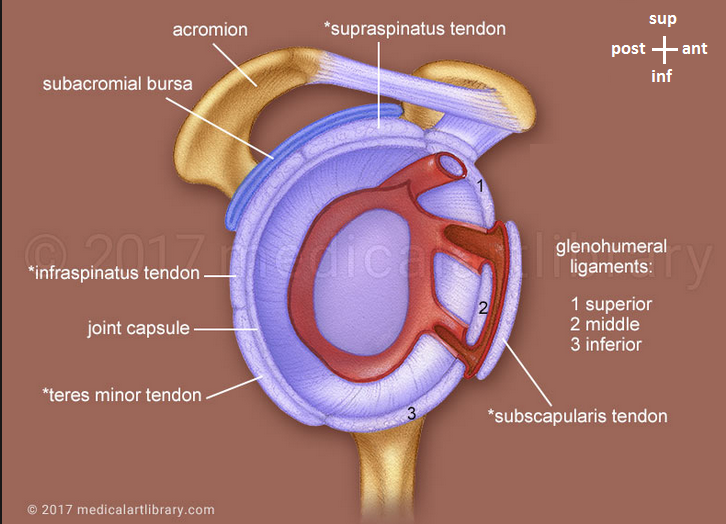 sup
post ant
inf
acromion
*supraspinatus tendon
subacromial bursa
1
© 2017 medicalartlibrary
glenohumeral
ligaments:
*infraspinatus tendon
1 superior
2 middle
3 inferior
2
joint capsule
*teres minor tendon
3
*subscapularis tendon
© 2017 medicalartlibrary.com